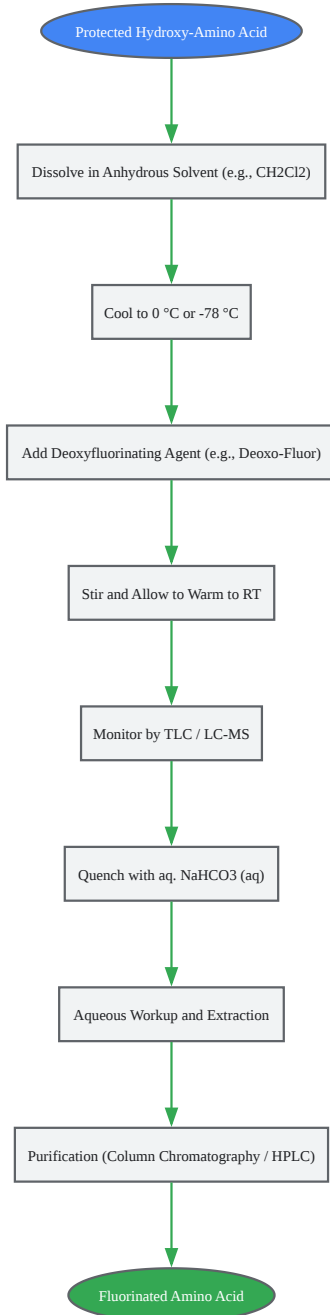 Protected Hydroxy-Amino Acid
Dissolve in Anhydrous Solvent (e.g., CH2Cl2)
Cool to 0 °C or -78 °C
Add Deoxyfluorinating Agent (e.g., Deoxo-Fluor)
Stir and Allow to Warm to RT
Monitor by TLC / LC-MS
Quench with aq. NaHCO3 (aq)
Aqueous Workup and Extraction
Purification (Column Chromatography / HPLC)
Fluorinated Amino Acid